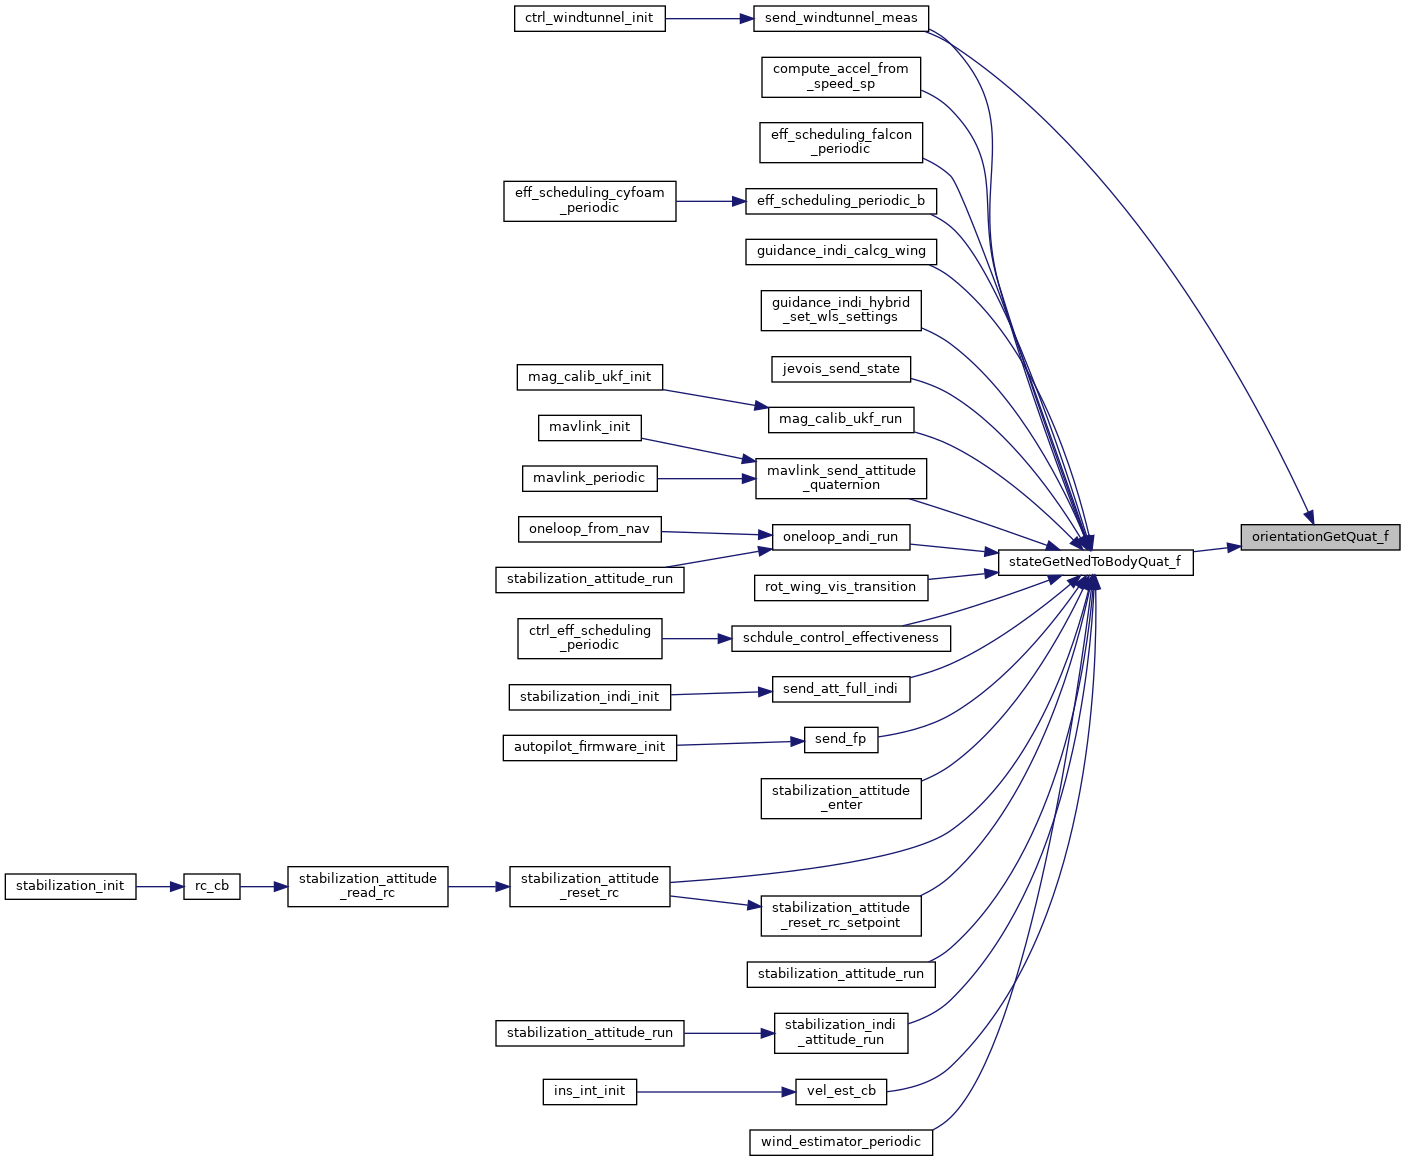 ctrl_windtunnel_init
send_windtunnel_meas
compute_accel_from
_speed_sp
eff_scheduling_falcon
_periodic
eff_scheduling_cyfoam
_periodic
eff_scheduling_periodic_b
guidance_indi_calcg_wing
guidance_indi_hybrid
_set_wls_settings
jevois_send_state
mag_calib_ukf_init
mag_calib_ukf_run
mavlink_init
mavlink_send_attitude
_quaternion
mavlink_periodic
oneloop_from_nav
oneloop_andi_run
orientationGetQuat_f
stateGetNedToBodyQuat_f
stabilization_attitude_run
rot_wing_vis_transition
ctrl_eff_scheduling
_periodic
schdule_control_effectiveness
stabilization_indi_init
send_att_full_indi
autopilot_firmware_init
send_fp
stabilization_attitude
_enter
stabilization_init
rc_cb
stabilization_attitude
_read_rc
stabilization_attitude
_reset_rc
stabilization_attitude
_reset_rc_setpoint
stabilization_attitude_run
stabilization_attitude_run
stabilization_indi
_attitude_run
ins_int_init
vel_est_cb
wind_estimator_periodic